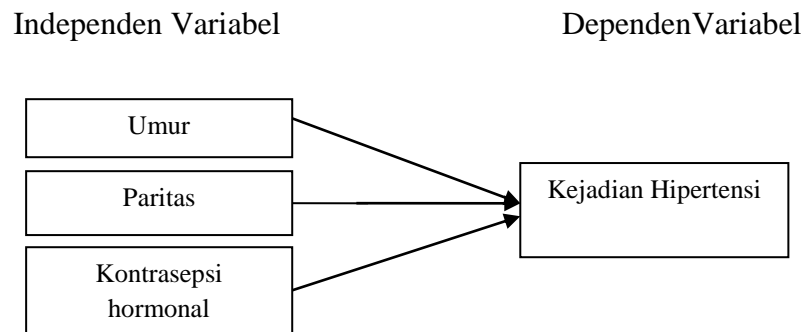 Independen Variabel
DependenVariabel
Umur
Paritas
Kontrasepsi
hormonal
Kejadian Hipertensi